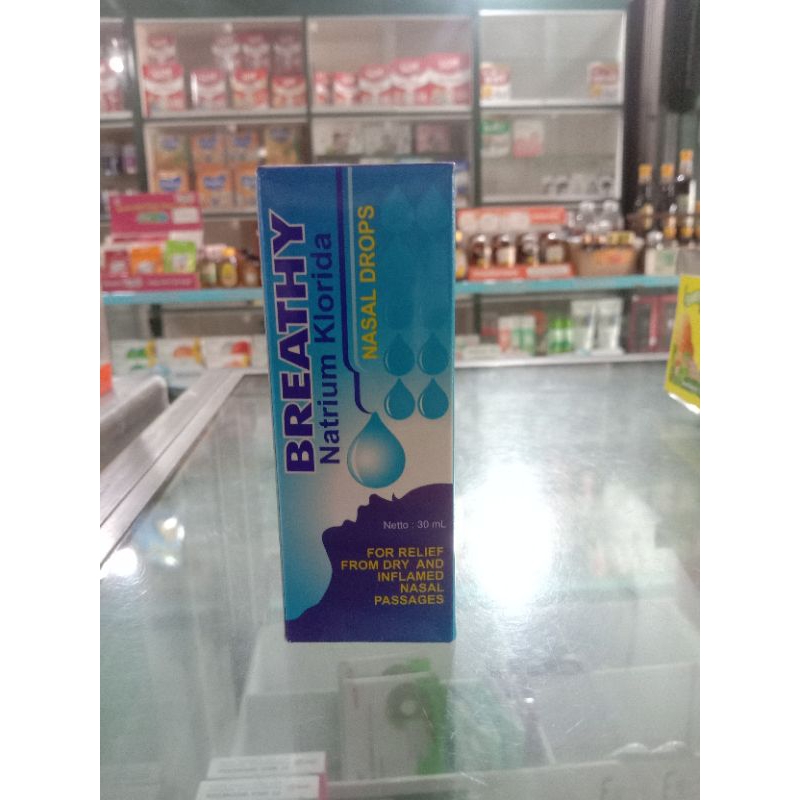 BREATHY
Natrium Klorida
NASAL DROPS
Netto : 30 mL
FOR RELIEF
FROM DRY AND
INFLAMED
NASAL
PASSAGES